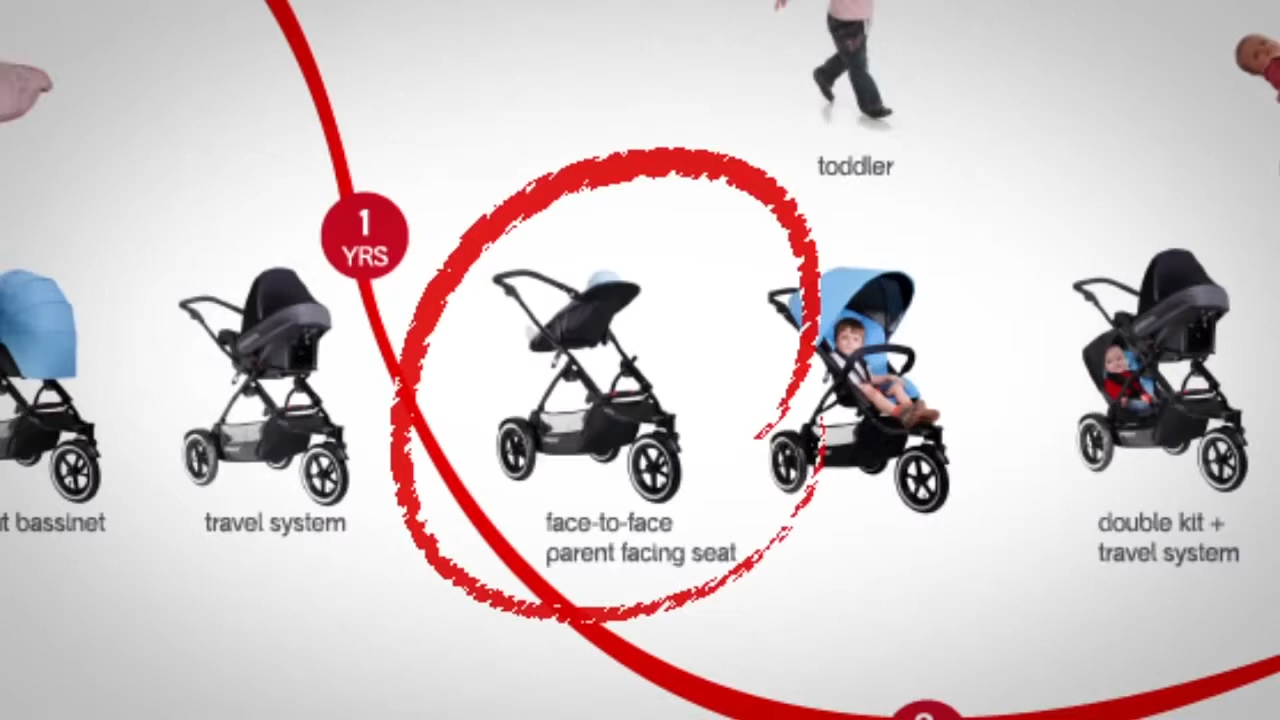 toddler
1
YRS
bassinet
travel system
face-to-face
parent facing seat
double kit +
travel system